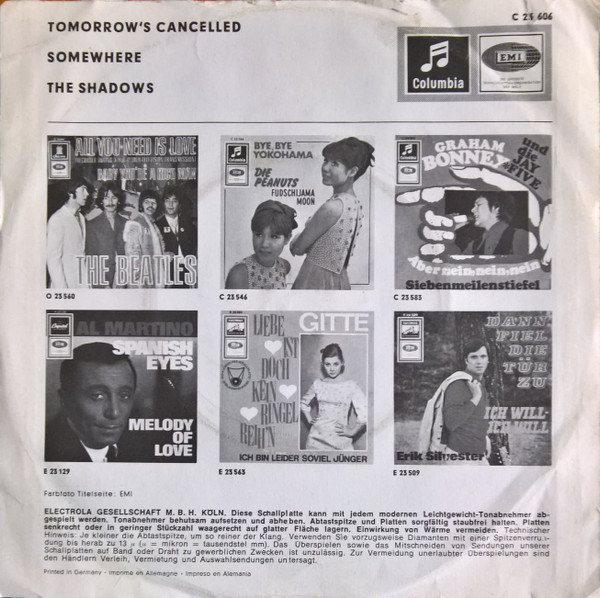 TOMORROW'S CANCELLED
C 23 606
SOMEWHERE
THE SHADOWS
Columbia
EMI
ALL YOU NEED IS LOVE
BABY YOU'RE A RICH MAN
THE BEATLES
O 23 560
BYE, BYE
YOKOHAMA
DIE
PEANUTS
FUDSCHIJAMA
MOON
Columbia
C 23 546
GRAHAM
BONNEY
und
die
JAY
FIVE
Aber nein, nein, nein
Siebenmeilenstiefel
C 23 583
Capitol
AL MARTINO
SPANISH
EYES
MELODY
OF
LOVE
E 23 129
LIEBE
IST
DOCH
KEIN
RINGEL
REIH'N
GITTE
ICH BIN LEIDER SOVIEL JÜNGER
E 23 563
DANN
FIEL
DIE
TÜR
ZU
ICH WILL-
ICH WILL
Erik Silvester
E 23 509
Farbfoto Titelseite: EMI
ELECTROLA GESELLSCHAFT M. B. H. KÖLN. Diese Schallplatte kann mit jedem modernen Leichtgewicht-Tonabnehmer ab-
gespielt werden. Tonabnehmer behutsam aufsetzen und abheben. Abtastspitze und Platten sorgfältig staubfrei halten. Platten
senkrecht oder in geringer Stückzahl waagerecht auf glatter Fläche lagern. Einwirkung von Wärme vermeiden. Technischer
Hinweis: Je kleiner die Abtastspitze, um so reiner der Klang. Verwenden Sie vorzugsweise Diamanten mit einer Spitzenverrun-
dung bis herab zu 13 µ (µ = mikron = tausendstel mm). Das Überspielen sowie das Mitschneiden von Sendungen unserer
Schallplatten auf Band oder Draht zu gewerblichen Zwecken ist unzulässig. Zur Vermeidung unerlaubter Überspielungen sind
den Händlern Verleih, Vermietung und Auswahlsendungen untersagt.
Printed in Germany - Imprimé en Allemagne - Impreso en Alemania